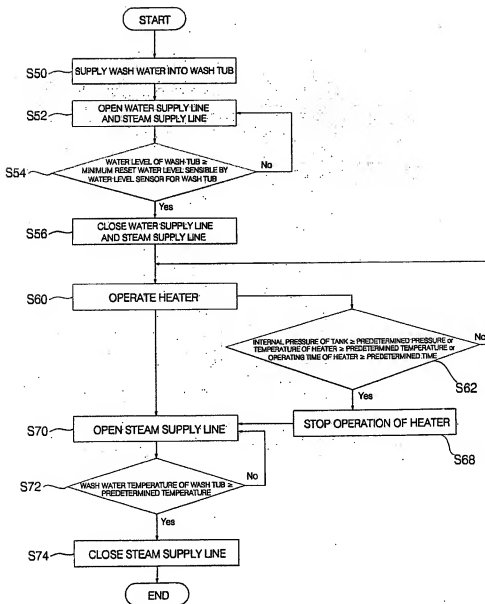 START
S50
SUPPLY WASH WATER INTO WASH TUB
S52
OPEN WATER SUPPLY LINE
AND STEAM SUPPLY LINE
S54
WATER LEVEL OF WASH TUB ≥
MINIMUM RESET WATER LEVEL SENSIBLE BY
WATER LEVEL SENSOR FOR WASH TUB
No
Yes
S56
CLOSE WATER SUPPLY LINE
AND STEAM SUPPLY LINE
S60
OPERATE HEATER
INTERNAL PRESSURE OF TANK ≥ PREDETERMINED PRESSURE or
TEMPERATURE OF HEATER ≥ PREDETERMINED TEMPERATURE or
OPERATING TIME OF HEATER ≥ PREDETERMINED TIME
No
S62
Yes
S70
OPEN STEAM SUPPLY LINE
STOP OPERATION OF HEATER
S68
S72
WASH WATER TEMPERATURE OF WASH TUB ≥
PREDETERMINED TEMPERATURE
No
Yes
S74
CLOSE STEAM SUPPLY LINE
END